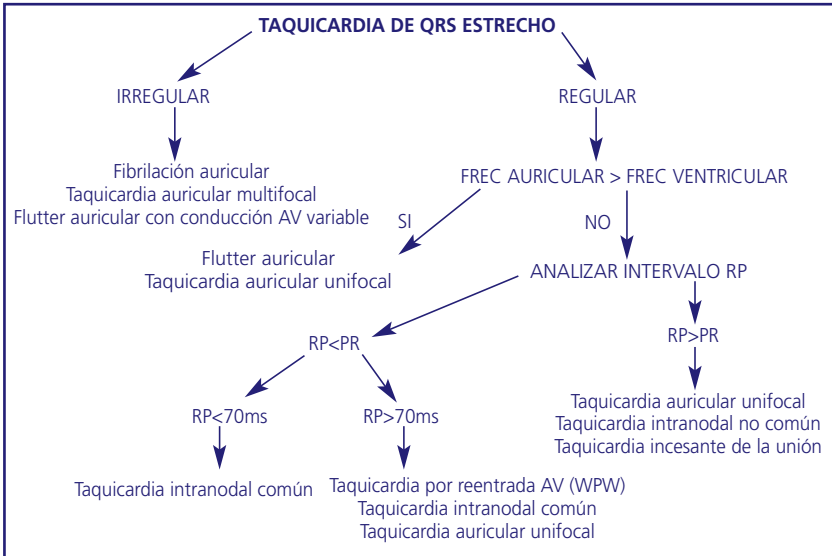 TAQUICARDIA DE QRS ESTRECHO
IRREGULAR
REGULAR
Fibrilación auricular
Taquicardia auricular multifocal
Flutter auricular con conducción AV variable
FREC AURICULAR > FREC VENTRICULAR
SI
NO
Flutter auricular
Taquicardia auricular unifocal
ANALIZAR INTERVALO RP
RP<PR
RP>PR
RP<70ms
RP>70ms
Taquicardia auricular unifocal
Taquicardia intranodal no común
Taquicardia incesante de la unión
Taquicardia intranodal común
Taquicardia por reentrada AV (WPW)
Taquicardia intranodal común
Taquicardia auricular unifocal